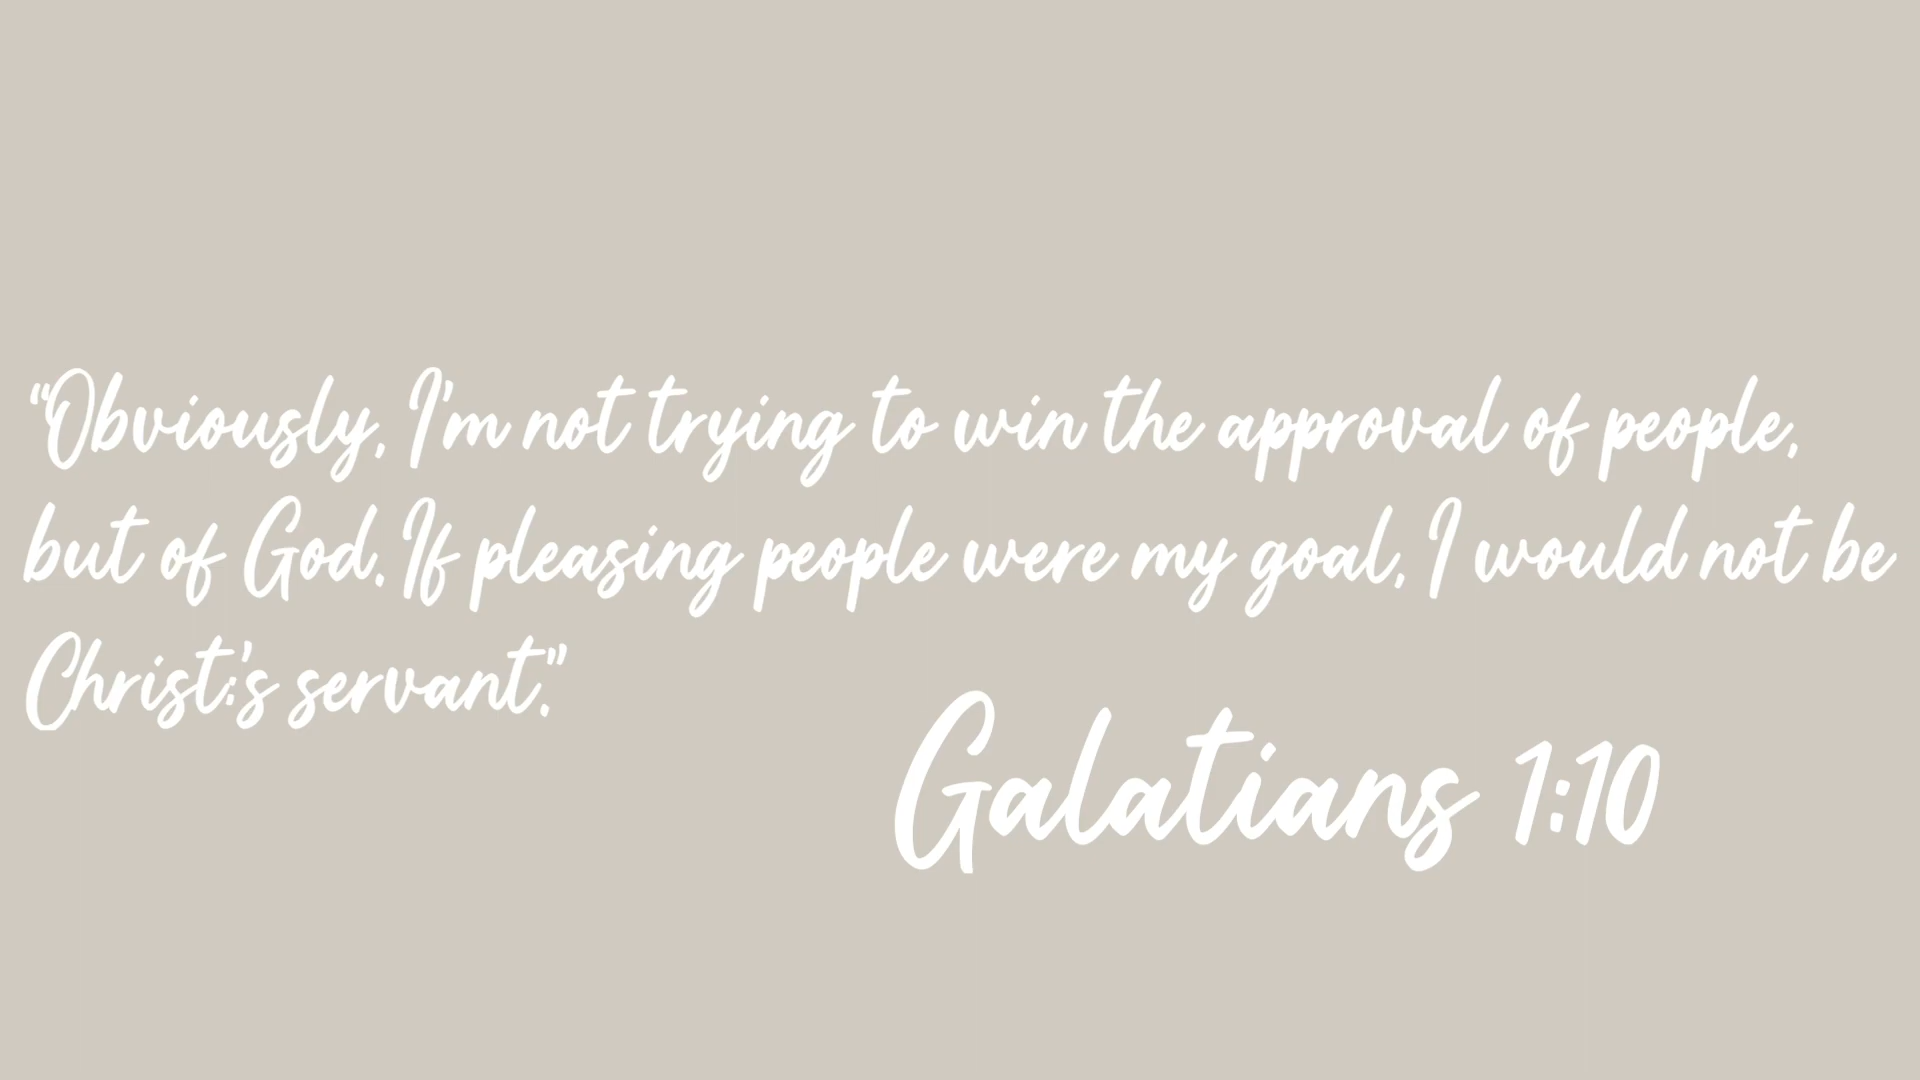 "Obviously, I'm not trying to win the approval of people,
but of God. If pleasing people were my goal, I would not be
Christ:'s servant."
Galatians 1:10